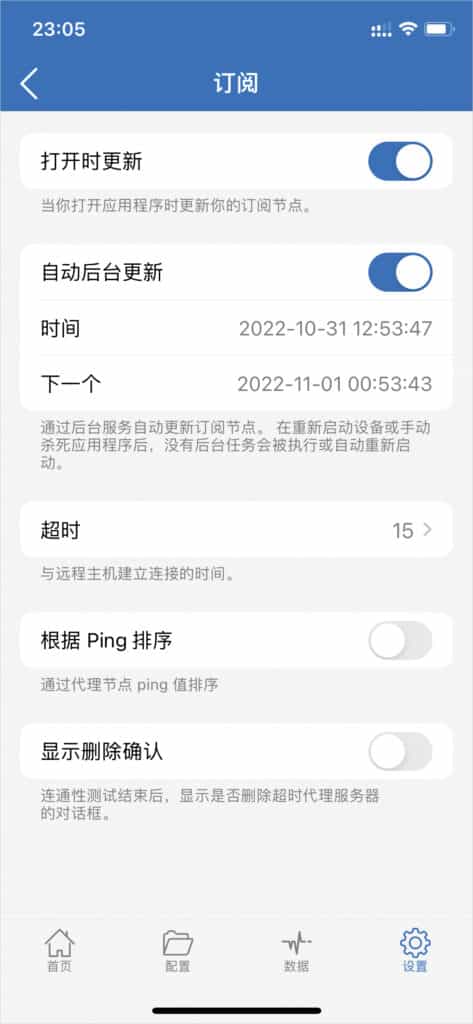 23:05
订阅
打开时更新
当你打开应用程序时更新你的订阅节点。
自动后台更新
时间 2022-10-31 12:53:47
下一个 2022-11-01 00:53:43
通过后台服务自动更新订阅节点。 在重新启动设备或手动
杀死应用程序后，没有后台任务会被执行或自动重新启
动。
超时 15
与远程主机建立连接的时间。
根据 Ping 排序
通过代理节点 ping 值排序
显示删除确认
连通性测试结束后，显示是否删除超时代理服务器
的对话框。
首页 配置 数据 设置